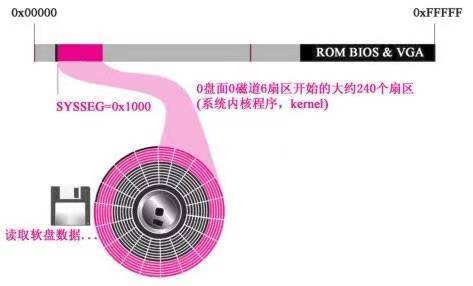 0x00000
0xFFFFF
ROM BIOS & VGA
SYSSEG=0x1000
0盘面0磁道6扇区开始的大约240个扇区
(系统内核程序，kernel)
读取软盘数据...